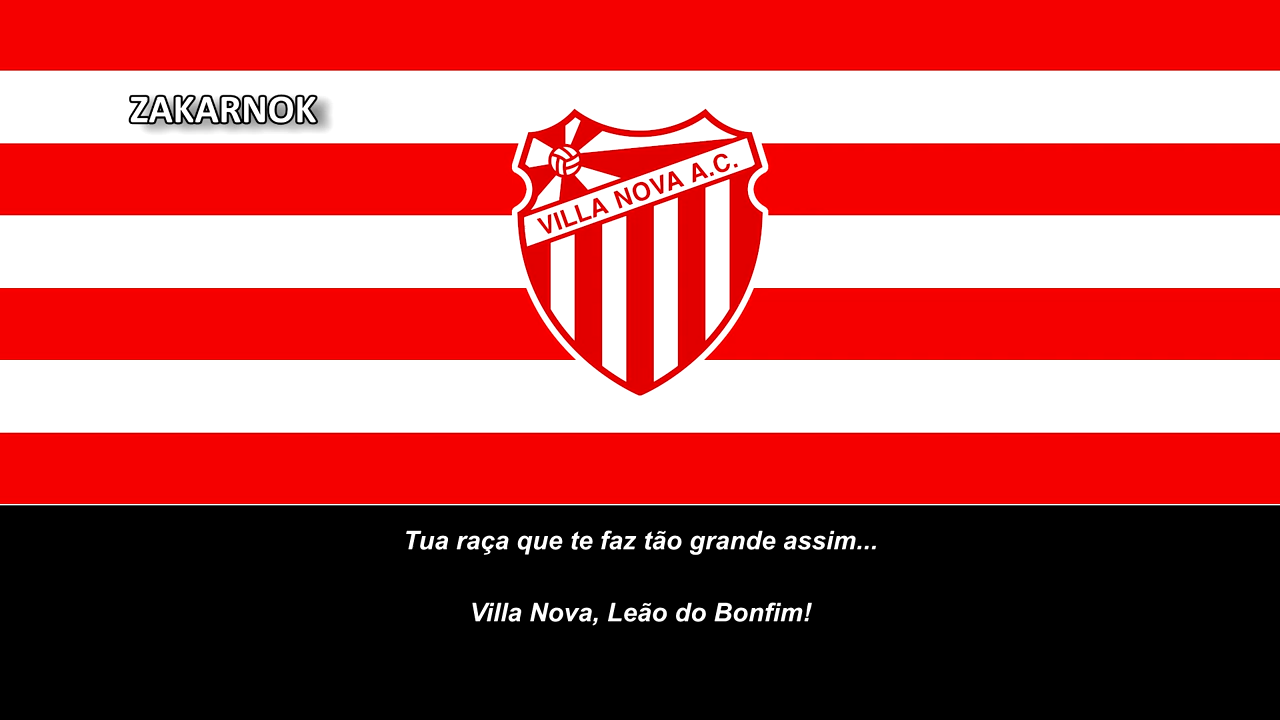 ZAKARNOK
VILLA NOVA A.C.
Tua raça que te faz tão grande assim...
Villa Nova, Leão do Bonfim!